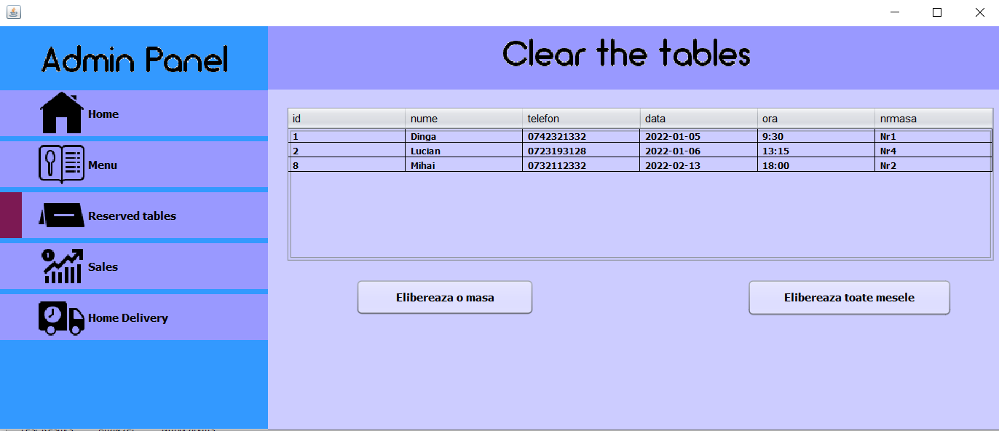 Admin Panel
Clear the tables
Home
Menu
Reserved tables
1
Sales
Home Delivery
id nume telefon data ora nrmasa
1 Dinga 0742321332 2022-01-05 9:30 Nr1
2 Lucian 0723193128 2022-01-06 13:15 Nr4
8 Mihai 0732112332 2022-02-13 18:00 Nr2
Elibereaza o masa
Elibereaza toate mesele